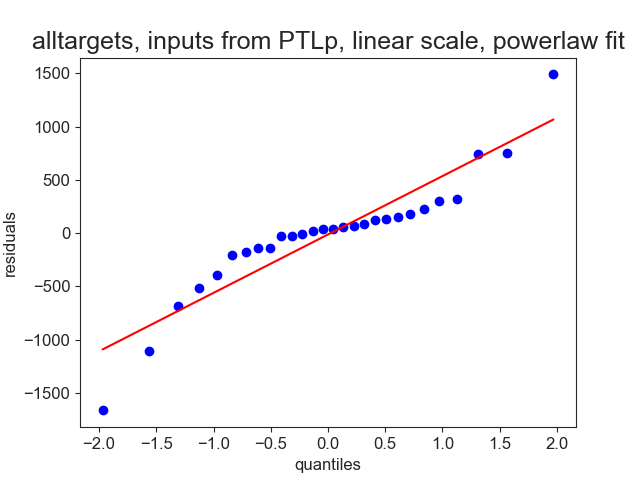 alltargets, inputs from PTLp, linear scale, powerlaw fit
1500
1000
500
0
−500
−1000
−1500
residuals
−2.0 −1.5 −1.0 −0.5 0.0 0.5 1.0 1.5 2.0
quantiles